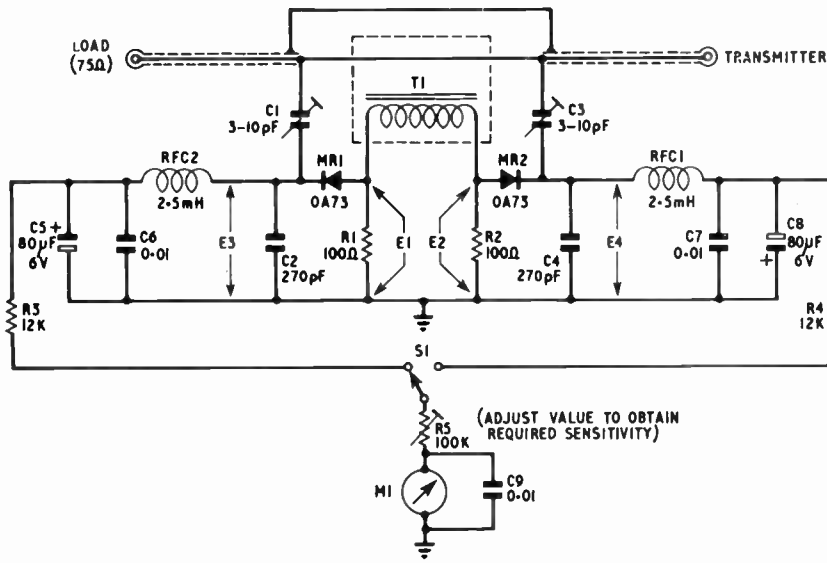 LOAD
(75Ω)
TRANSMITTER
T1
C1
3-10pF
C3
3-10pF
RFC2
2·5mH
MR1
OA73
MR2
OA73
RFC1
2·5mH
C5 +
80µF
6V
C6
0·01
E3
C2
270pF
R1
100Ω
E1
E2
R2
100Ω
C4
270pF
E4
C7
0·01
C8
80µF
+ 6V
R3
12K
R4
12K
S1
R5
100K
(ADJUST VALUE TO OBTAIN
REQUIRED SENSITIVITY)
M1
C9
0·01